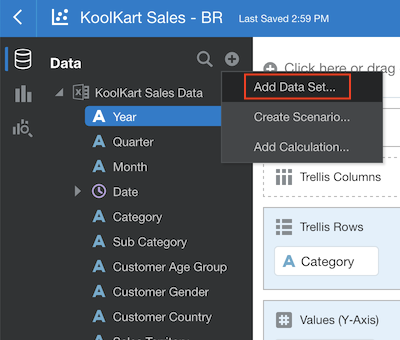 KoolKart Sales - BR Last Saved 2:59 PM
Data
Click here or drag
KoolKart Sales Data
Add Data Set...
A Year
Create Scenario...
A Quarter
Add Calculation...
A Month
Trellis Columns
Date
A Category
Trellis Rows
A Sub Category
A Category
A Customer Age Group
A Customer Gender
A Customer Country
# Values (Y-Axis)
Sales